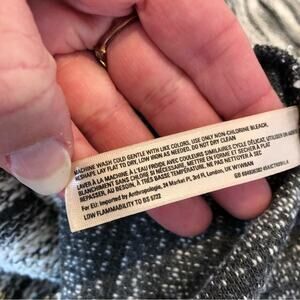 MACHINE WASH COLD GENTLE WITH LIKE COLORS. USE ONLY NON-CHLORINE BLEACH,
RESHAPE LAY FLAT TO DRY, LOW IRON AS NEEDED. DO NOT DRY CLEAN
LAVER À LA MACHINE À L'EAU FROIDE AVEC COULEURS SIMILAIRES CYCLE DÉLICAT, UTILISER UN
BLANCHIMENT SANS CHLORE SI NÉCESSAIRE, METTRE EN FORME ET SÉCHER À PLAT
REPASSER, AU BESOIN, À TRÈS BASSE TEMPÉRATURE. NE PAS NETTOYER À SEC
For EU: Imported by Anthropologie, 24 Market Pl, 3rd Fl, London, UK W1W8AN
LOW FLAMMABILITY TO BS 5722